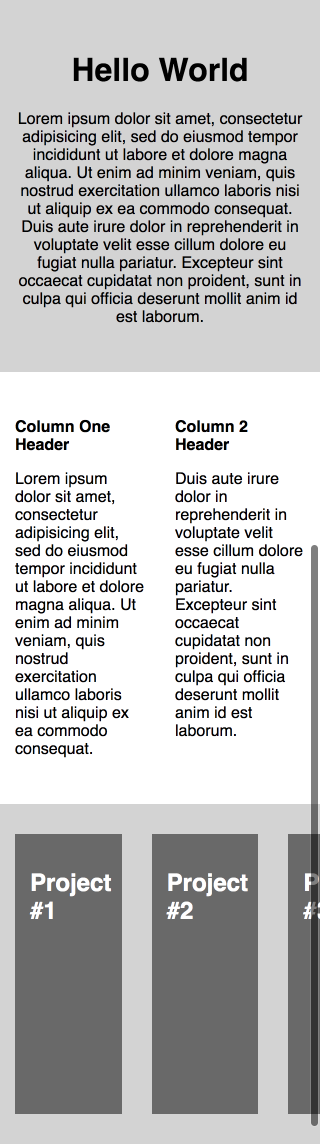 Hello World
Lorem ipsum dolor sit amet, consectetur
adipisicing elit, sed do eiusmod tempor
incididunt ut labore et dolore magna
aliqua. Ut enim ad minim veniam, quis
nostrud exercitation ullamco laboris nisi
ut aliquip ex ea commodo consequat.
Duis aute irure dolor in reprehenderit in
voluptate velit esse cillum dolore eu
fugiat nulla pariatur. Excepteur sint
occaecat cupidatat non proident, sunt in
culpa qui officia deserunt mollit anim id
est laborum.
Column One
Header
Lorem ipsum
dolor sit amet,
consectetur
adipisicing elit,
sed do eiusmod
tempor incididunt
ut labore et dolore
magna aliqua. Ut
enim ad minim
veniam, quis
nostrud
exercitation
ullamco laboris
nisi ut aliquip ex
ea commodo
consequat.
Column 2
Header
Duis aute irure
dolor in
reprehenderit in
voluptate velit
esse cillum dolore
eu fugiat nulla
pariatur.
Excepteur sint
occaecat
cupidatat non
proident, sunt in
culpa qui officia
deserunt mollit
anim id est
laborum.
Project
#1
Project
#2